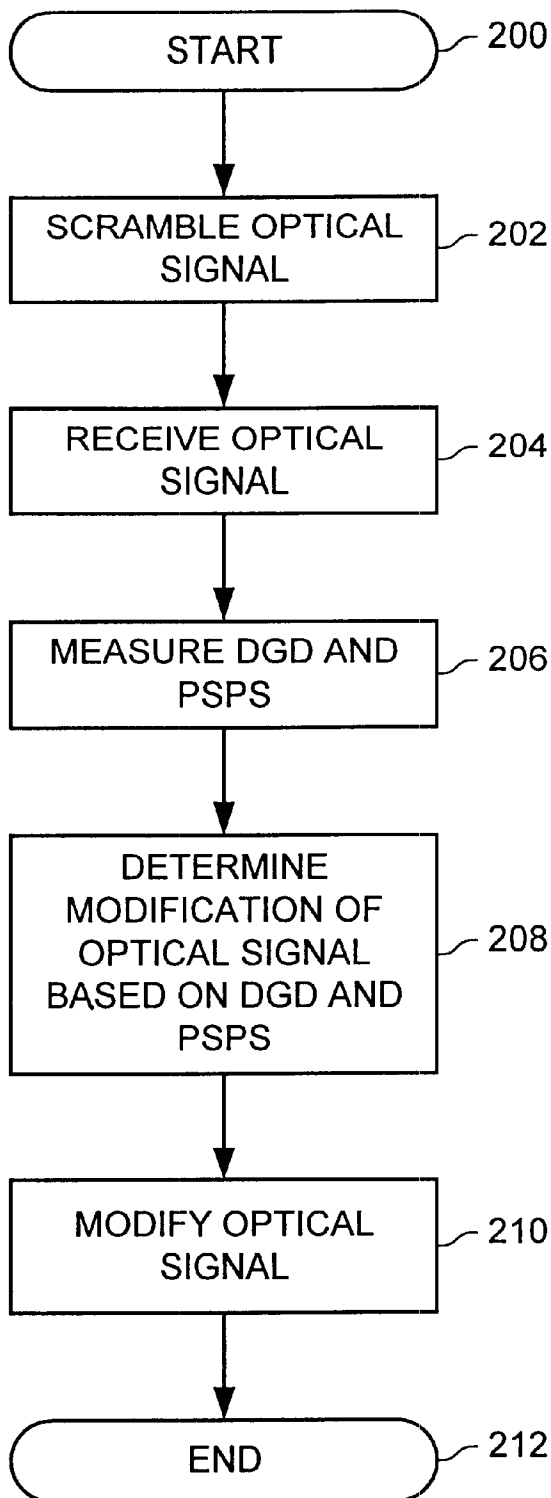 START
200
SCRAMBLE OPTICAL
SIGNAL
202
RECEIVE OPTICAL
SIGNAL
204
MEASURE DGD AND
PSPS
206
DETERMINE
MODIFICATION OF
OPTICAL SIGNAL
BASED ON DGD AND
PSPS
208
MODIFY OPTICAL
SIGNAL
210
END
212